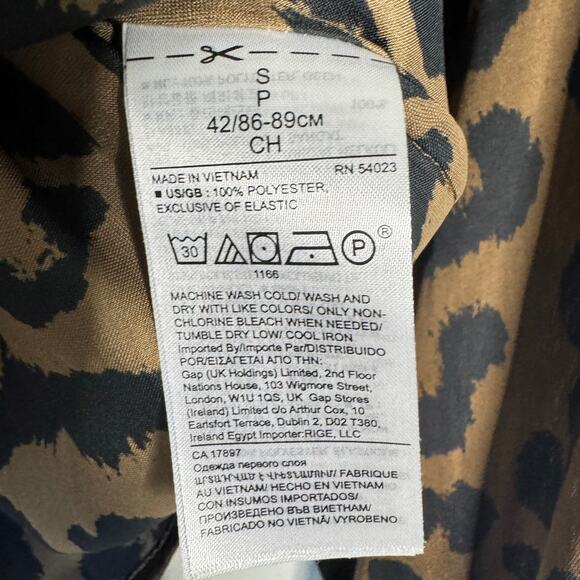 S
P
42/86-89CM
CH
MADE IN VIETNAM RN 54023
■ US/GB : 100% POLYESTER,
EXCLUSIVE OF ELASTIC
30 P ®
1166
MACHINE WASH COLD/ WASH AND
DRY WITH LIKE COLORS/ ONLY NON-
CHLORINE BLEACH WHEN NEEDED/
TUMBLE DRY LOW/ COOL IRON
Imported By/Importe Par/DISTRIBUIDO
POR/ΕΙΣΑΓΕΤΑΙ ΑΠΟ ΤΗΝ:
Gap (UK Holdings) Limited, 2nd Floor
Nations House, 103 Wigmore Street,
London, W1U 1QS, UK Gap Stores
(Ireland) Limited c/o Arthur Cox, 10
Earlsfort Terrace, Dublin 2, D02 T380,
Ireland Egypt Importer:RIGE, LLC
CA 17897
Одежда первого слоя
FABRIQUE
AU VIETNAM/ HECHO EN VIETNAM
CON INSUMOS IMPORTADOS/
ПРОИЗВЕДЕНО ВЪВ ВИЕТНАМ/
FABRICADO NO VIETNÃ/ VYROBENO